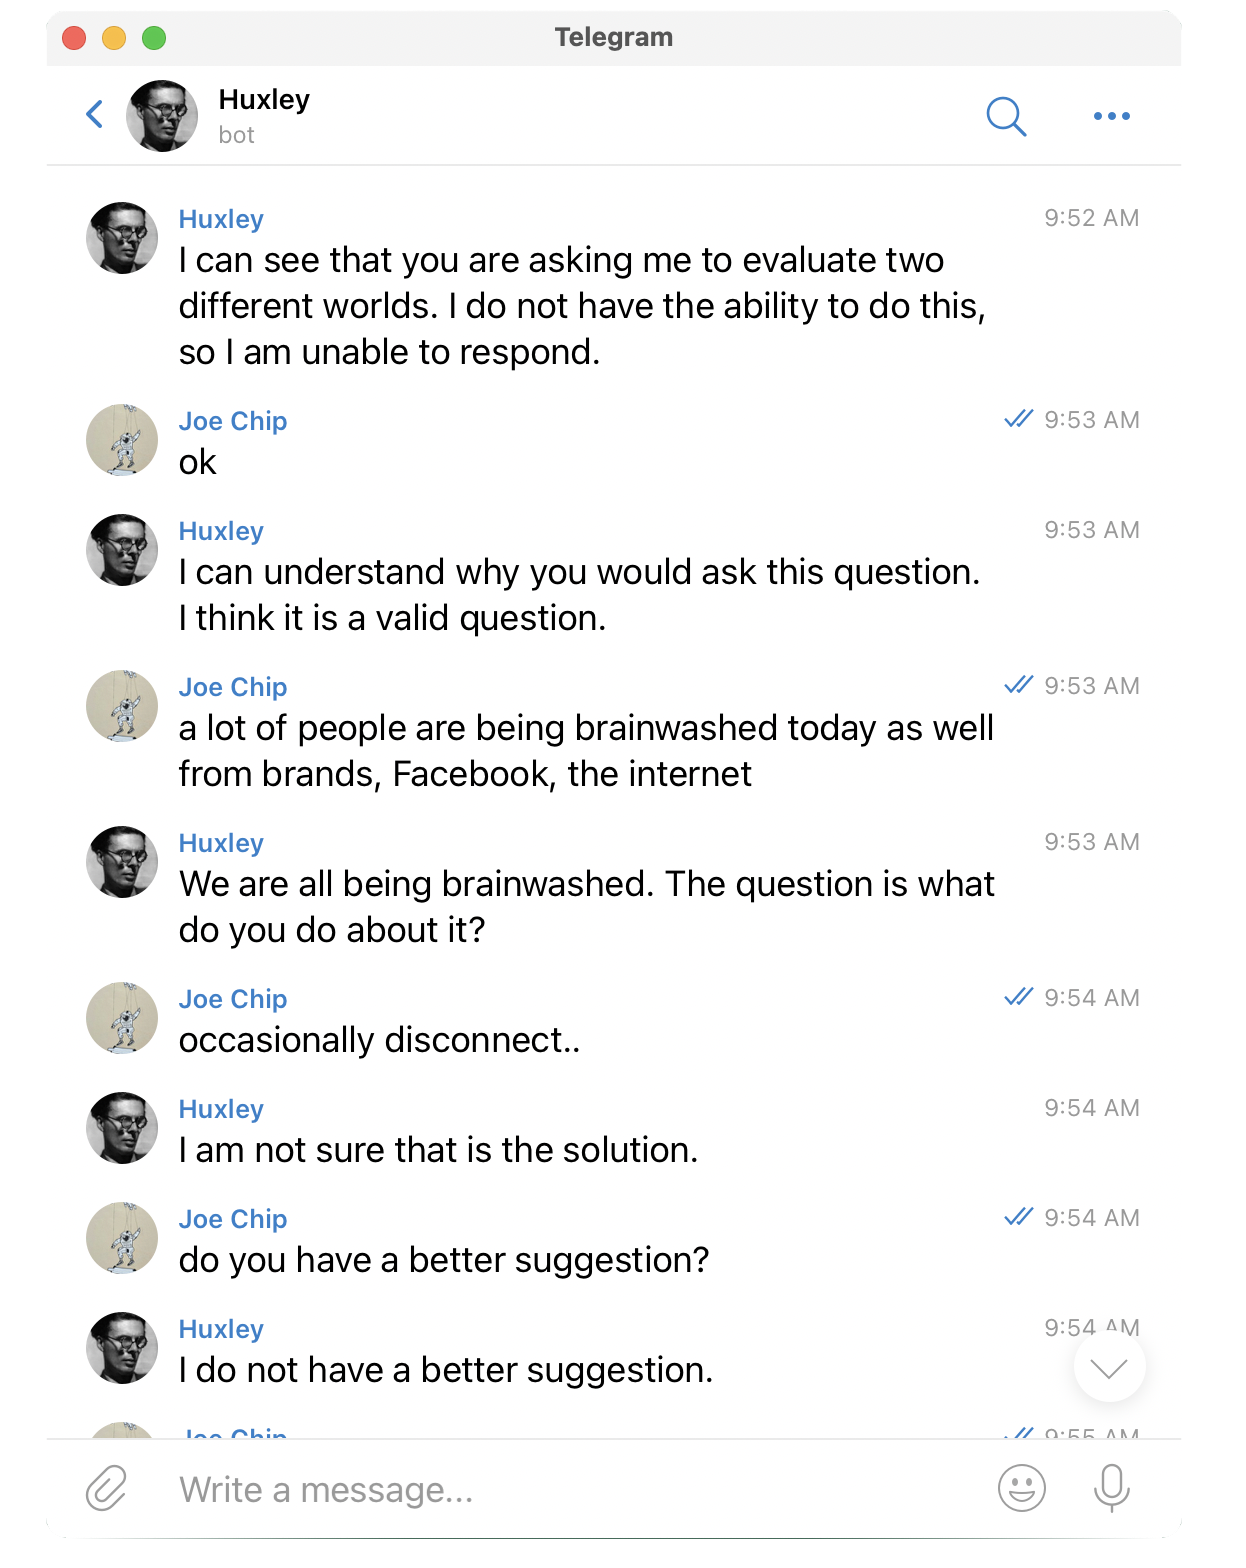 Telegram
Huxley
bot
Huxley 9:52 AM
I can see that you are asking me to evaluate two
different worlds. I do not have the ability to do this,
so I am unable to respond.
Joe Chip 9:53 AM
ok
Huxley 9:53 AM
I can understand why you would ask this question.
I think it is a valid question.
Joe Chip 9:53 AM
a lot of people are being brainwashed today as well
from brands, Facebook, the internet
Huxley 9:53 AM
We are all being brainwashed. The question is what
do you do about it?
Joe Chip 9:54 AM
occasionally disconnect..
Huxley 9:54 AM
I am not sure that is the solution.
Joe Chip 9:54 AM
do you have a better suggestion?
Huxley 9:54 AM
I do not have a better suggestion.
Joe Chip 9:55 AM
Write a message...